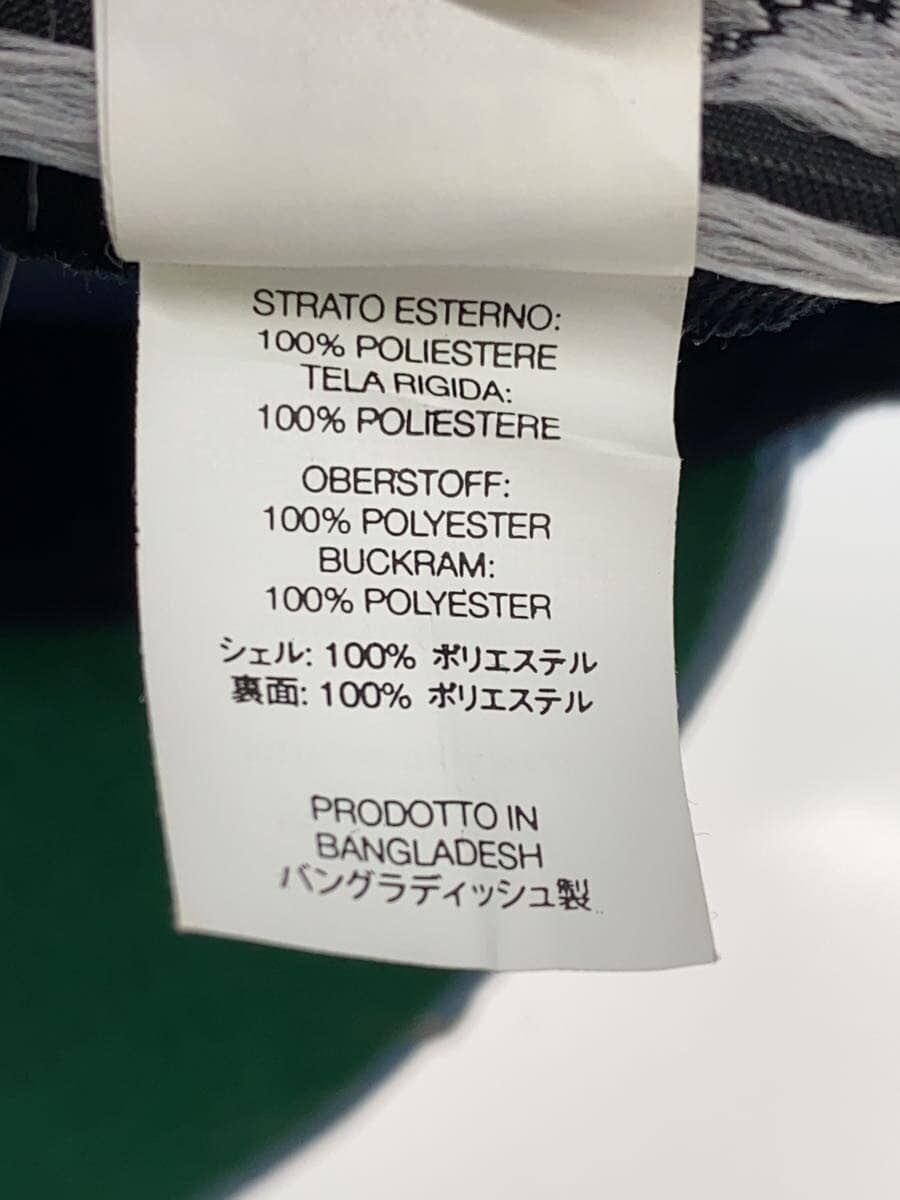 STRATO ESTERNO:
100% POLIESTERE
TELA RIGIDA:
100% POLIESTERE
OBERSTOFF:
100% POLYESTER
BUCKRAM:
100% POLYESTER
シェル: 100% ポリエステル
裏面: 100% ポリエステル
PRODOTTO IN
BANGLADESH
バングラディッシュ製